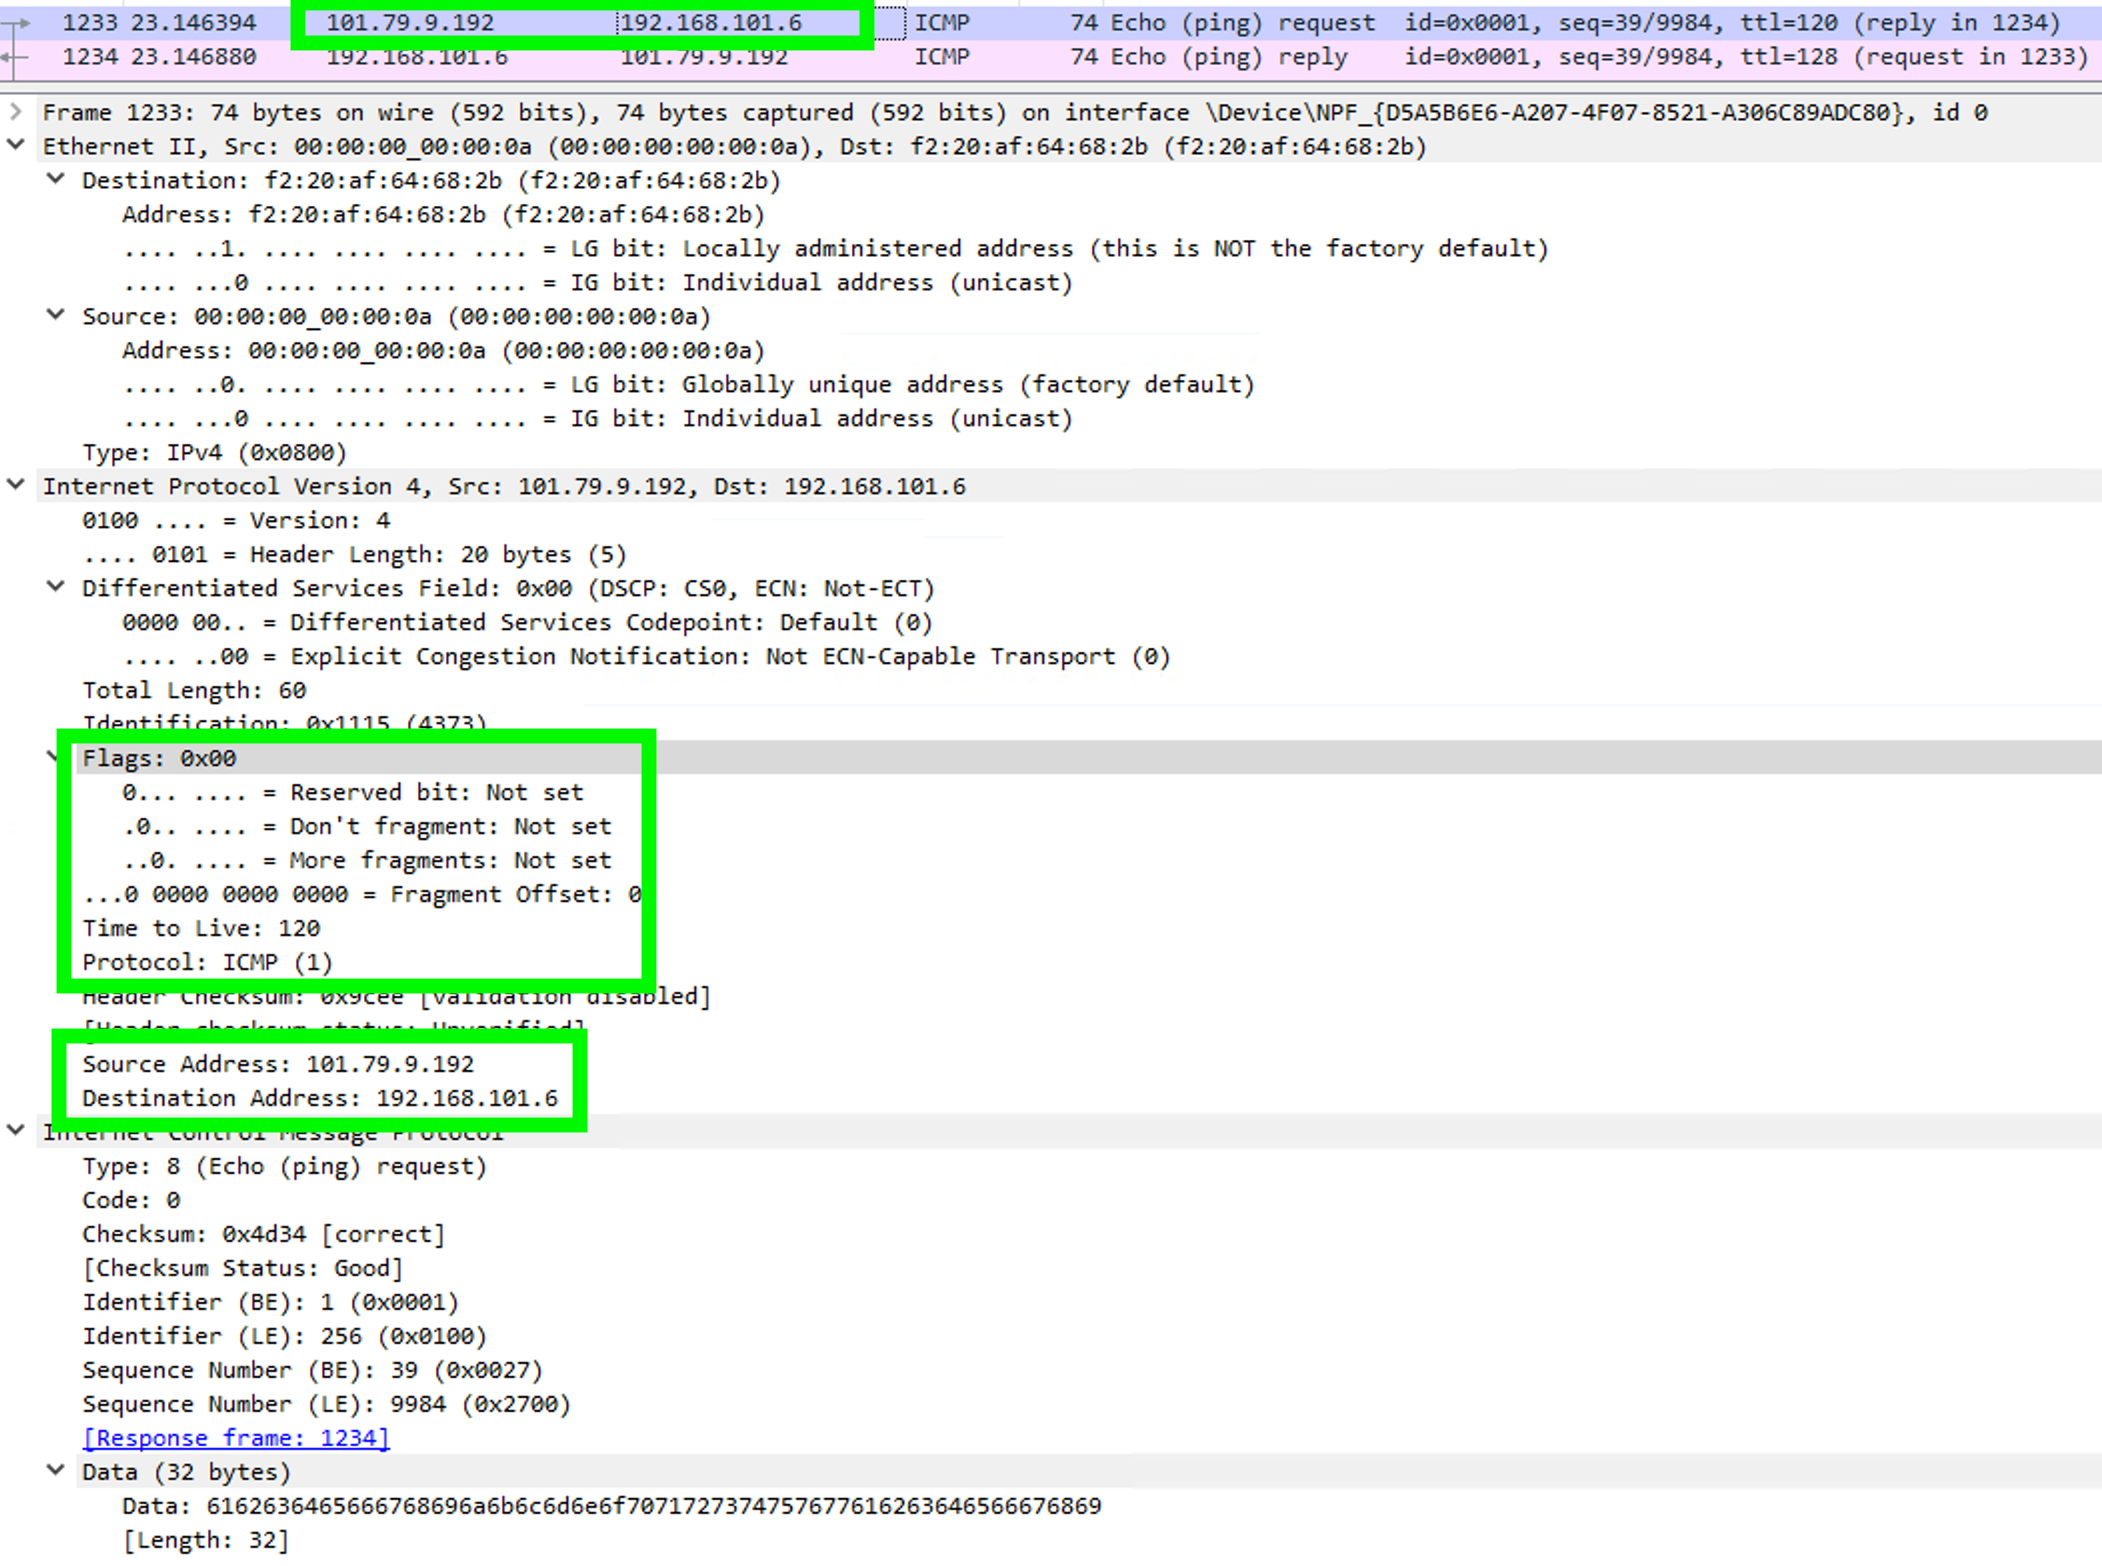 1233 23.146394 101.79.9.192 192.168.101.6 ICMP 74 Echo (ping) request id=0x0001, seq=39/9984, ttl=120 (reply in 1234)
1234 23.146880 192.168.101.6 101.79.9.192 ICMP 74 Echo (ping) reply id=0x0001, seq=39/9984, ttl=128 (request in 1233)
Frame 1233: 74 bytes on wire (592 bits), 74 bytes captured (592 bits) on interface \Device\NPF_{D5A5B6E6-A207-4F07-8521-A306C89ADC80}, id 0
Ethernet II, Src: 00:00:00_00:00:0a (00:00:00:00:00:0a), Dst: f2:20:af:64:68:2b (f2:20:af:64:68:2b)
Destination: f2:20:af:64:68:2b (f2:20:af:64:68:2b)
Address: f2:20:af:64:68:2b (f2:20:af:64:68:2b)
.... ..1. .... .... .... .... = LG bit: Locally administered address (this is NOT the factory default)
.... ...0 .... .... .... .... = IG bit: Individual address (unicast)
Source: 00:00:00_00:00:0a (00:00:00:00:00:0a)
Address: 00:00:00_00:00:0a (00:00:00:00:00:0a)
.... ..0. .... .... .... .... = LG bit: Globally unique address (factory default)
.... ...0 .... .... .... .... = IG bit: Individual address (unicast)
Type: IPv4 (0x0800)
Internet Protocol Version 4, Src: 101.79.9.192, Dst: 192.168.101.6
0100 .... = Version: 4
.... 0101 = Header Length: 20 bytes (5)
Differentiated Services Field: 0x00 (DSCP: CS0, ECN: Not-ECT)
0000 00.. = Differentiated Services Codepoint: Default (0)
.... ..00 = Explicit Congestion Notification: Not ECN-Capable Transport (0)
Total Length: 60
Identification: 0x1115 (4373)
Flags: 0x00
0... .... = Reserved bit: Not set
.0.. .... = Don't fragment: Not set
..0. .... = More fragments: Not set
...0 0000 0000 0000 = Fragment Offset: 0
Time to Live: 120
Protocol: ICMP (1)
Header Checksum: 0x9cee [validation disabled]
[Header checksum status: Unverified]
Source Address: 101.79.9.192
Destination Address: 192.168.101.6
Internet Control Message Protocol
Type: 8 (Echo (ping) request)
Code: 0
Checksum: 0x4d34 [correct]
[Checksum Status: Good]
Identifier (BE): 1 (0x0001)
Identifier (LE): 256 (0x0100)
Sequence Number (BE): 39 (0x0027)
Sequence Number (LE): 9984 (0x2700)
[Response frame: 1234]
Data (32 bytes)
Data: 6162636465666768696a6b6c6d6e6f7071727374757677616263646566676869
[Length: 32]